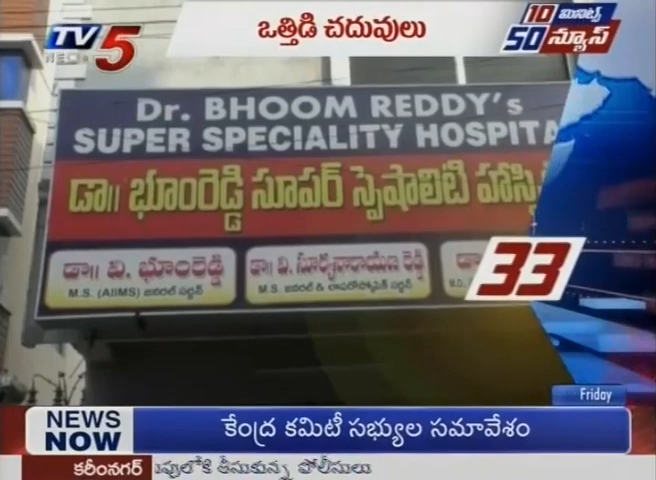 TV5
NEWS
ఒత్తిడి చదువులు
10 మినిట్స్
50 న్యూస్
Dr. BHOOM REDDY's
SUPER SPECIALITY HOSPITA
డా॥ భూంరెడ్డి సూపర్ స్పెషాలిటి హాస్పి
డా॥ వి. భూంరెడ్డి
M.S. (AIIMS) జనరల్ సర్జన్
డా॥ వి. సూర్యనారాయణ రెడ్డి
M.S. జనరల్ & లాపరోస్కోపిక్ సర్జన్
డా
M.D.
33
Friday
NEWS NOW
కేంద్ర కమిటీ సభ్యుల సమావేశం
కరీంనగర్
పులోకి తీసుకున్న పోలీసులు